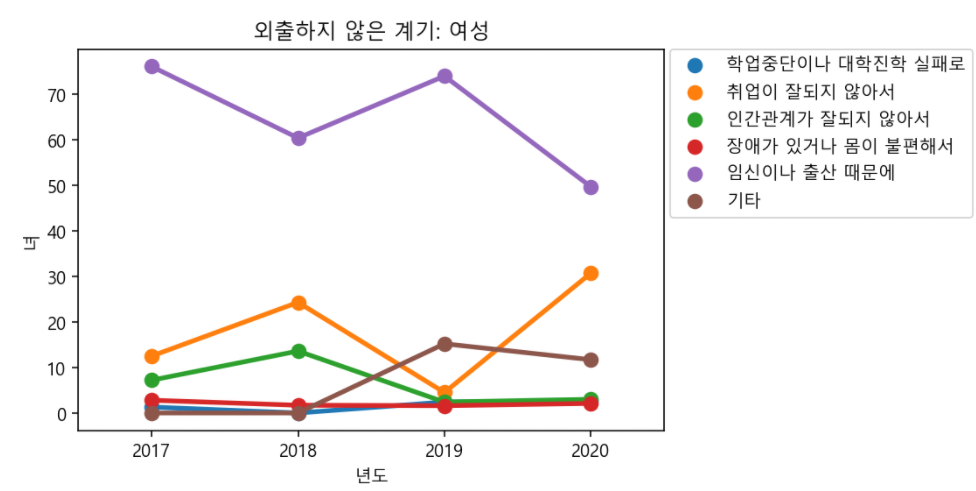 외출하지 않은 계기: 여성
학업중단이나 대학진학 실패로
취업이 잘되지 않아서
인간관계가 잘되지 않아서
장애가 있거나 몸이 불편해서
임신이나 출산 때문에
기타
70
60
50
40
30
20
10
0
녀
2017 2018 2019 2020
년도